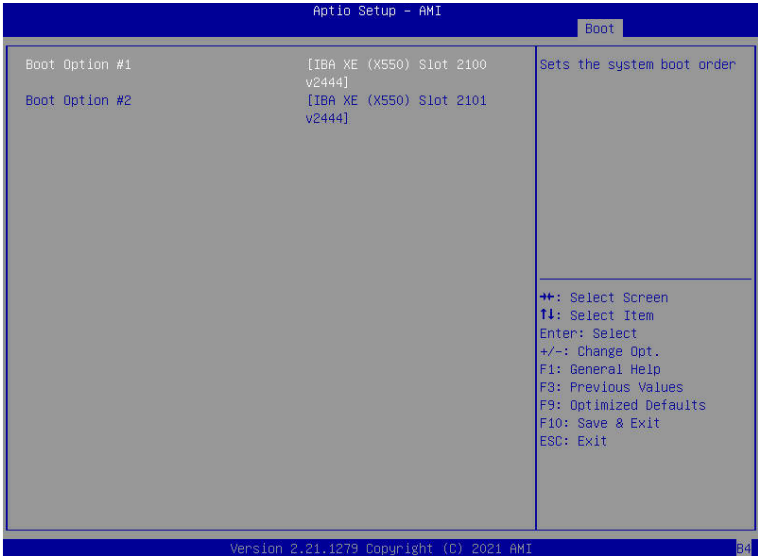 Aptio Setup – AMI
Boot
Boot Option #1 [IBA XE (X550) Slot 2100
v2444]
Boot Option #2 [IBA XE (X550) Slot 2101
v2444]
Sets the system boot order
→←: Select Screen
↑↓: Select Item
Enter: Select
+/-: Change Opt.
F1: General Help
F3: Previous Values
F9: Optimized Defaults
F10: Save & Exit
ESC: Exit
Version 2.21.1279 Copyright (C) 2021 AMI
B4